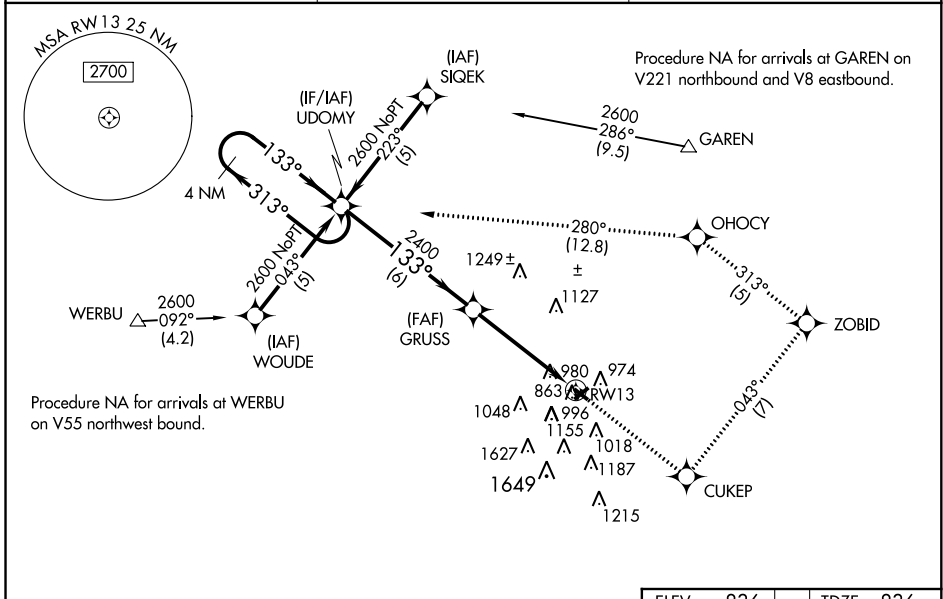 MSA RW13 25 NM
2700
(IAF)
SIQEK
Procedure NA for arrivals at GAREN on
V221 northbound and V8 eastbound.
(IF/IAF)
UDOMY
2600 NoPT
223°
(5)
2600
286°
(9.5)
GAREN
133°
4 NM
313°
2600 NoPT
043°
(5)
2400
133°
(6)
280°
(12.8)
OHOCY
1249±
±
1127
313°
(5)
WERBU
2600
092°
(4.2)
(IAF)
WOUDE
(FAF)
GRUSS
ZOBID
980
974
863
RW13
Procedure NA for arrivals at WERBU
on V55 northwest bound.
1048
996
1155
1018
043°
(7)
1627
1187
1649
CUKEP
1215